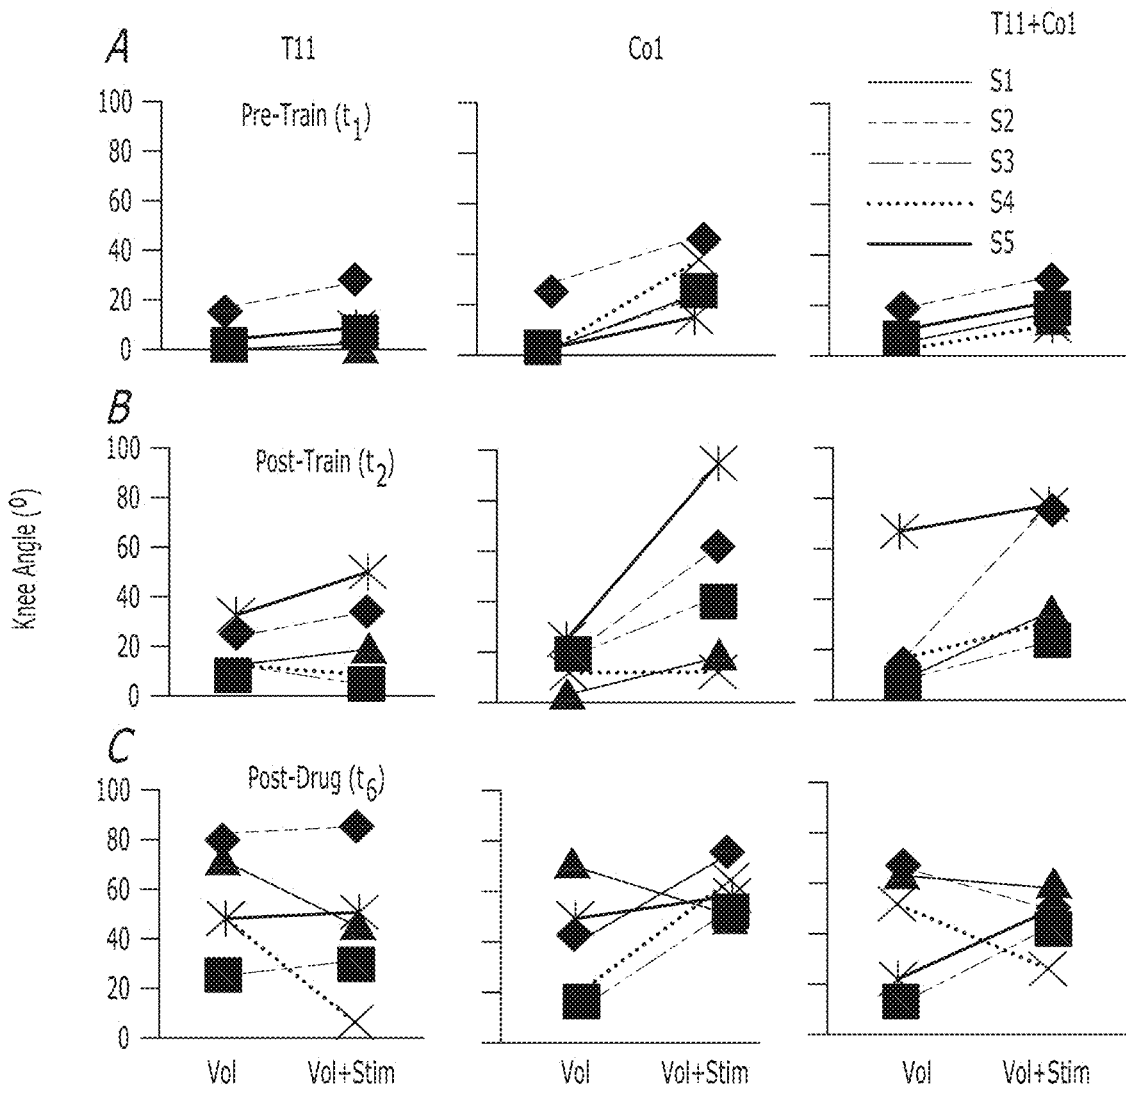 A
T11
Co1
T11+Co1
S1
S2
S3
S4
S5
Pre-Train (t1)
100
80
60
40
20
0
B
Post-Train (t2)
100
80
60
40
20
0
Knee Angle (º)
C
Post-Drug (t6)
100
80
60
40
20
0
Vol Vol+Stim Vol Vol+Stim Vol Vol+Stim